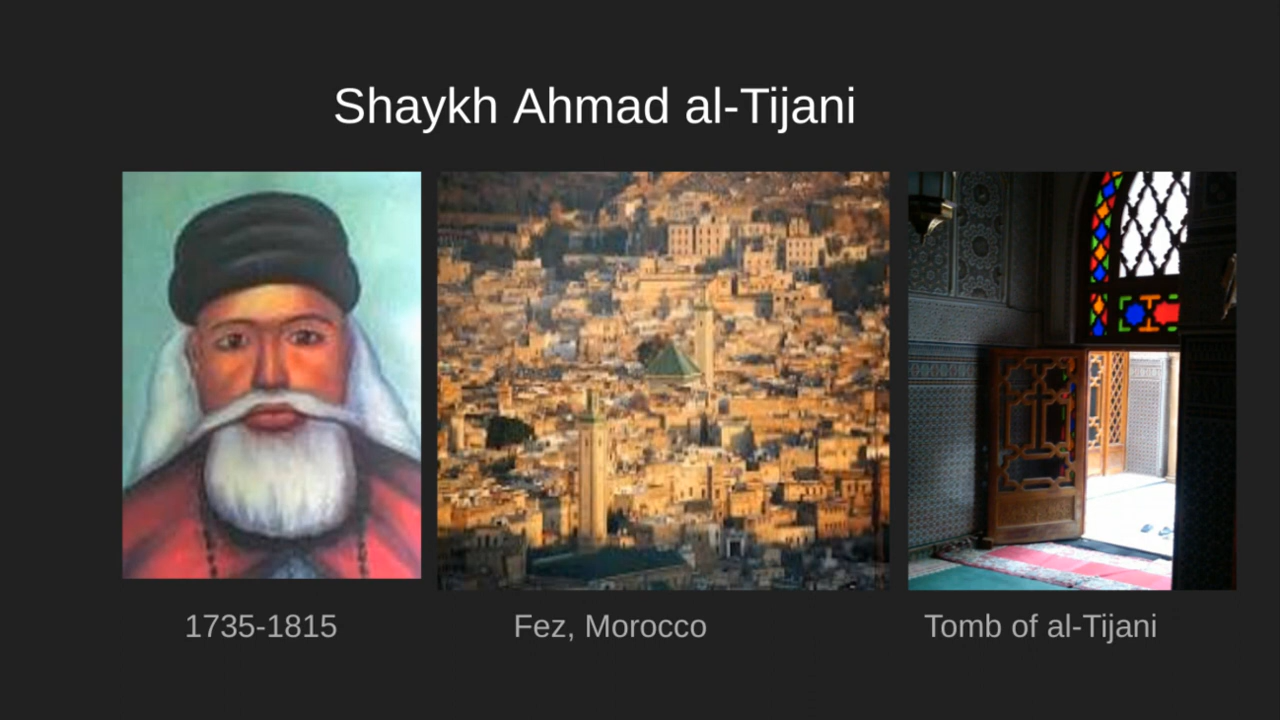 Shaykh Ahmad al-Tijani
1735-1815
Fez, Morocco
Tomb of al-Tijani